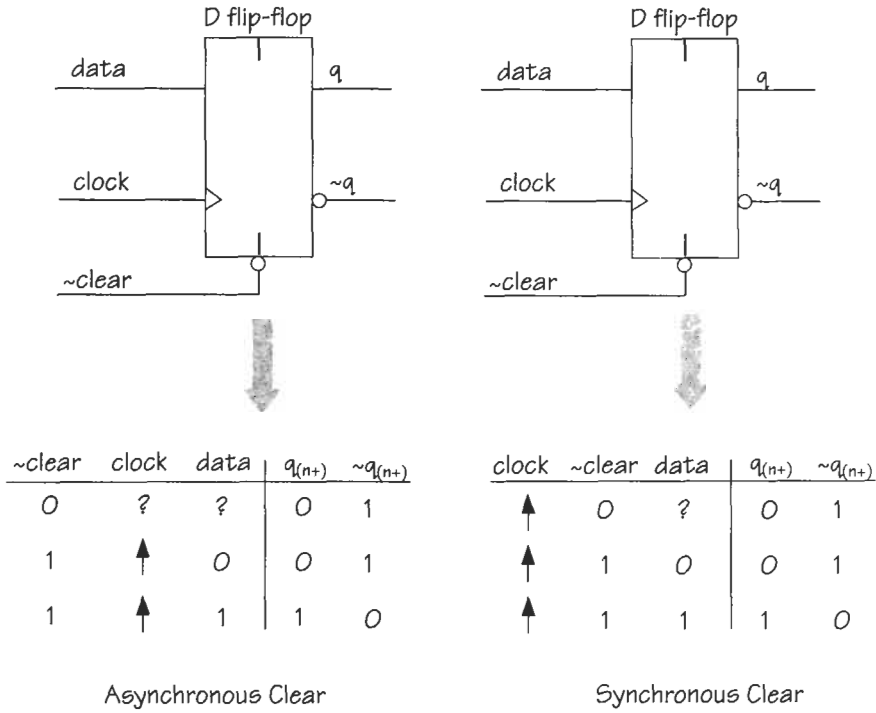 D flip-flop
data
q
clock
~q
~clear
D flip-flop
data
q
clock
~q
~clear
~clear clock data q(n+) ~q(n+)
0 ? ? 0 1
1 ↑ 0 0 1
1 ↑ 1 1 0
Asynchronous Clear
clock ~clear data q(n+) ~q(n+)
↑ 0 ? 0 1
↑ 1 0 0 1
↑ 1 1 1 0
Synchronous Clear